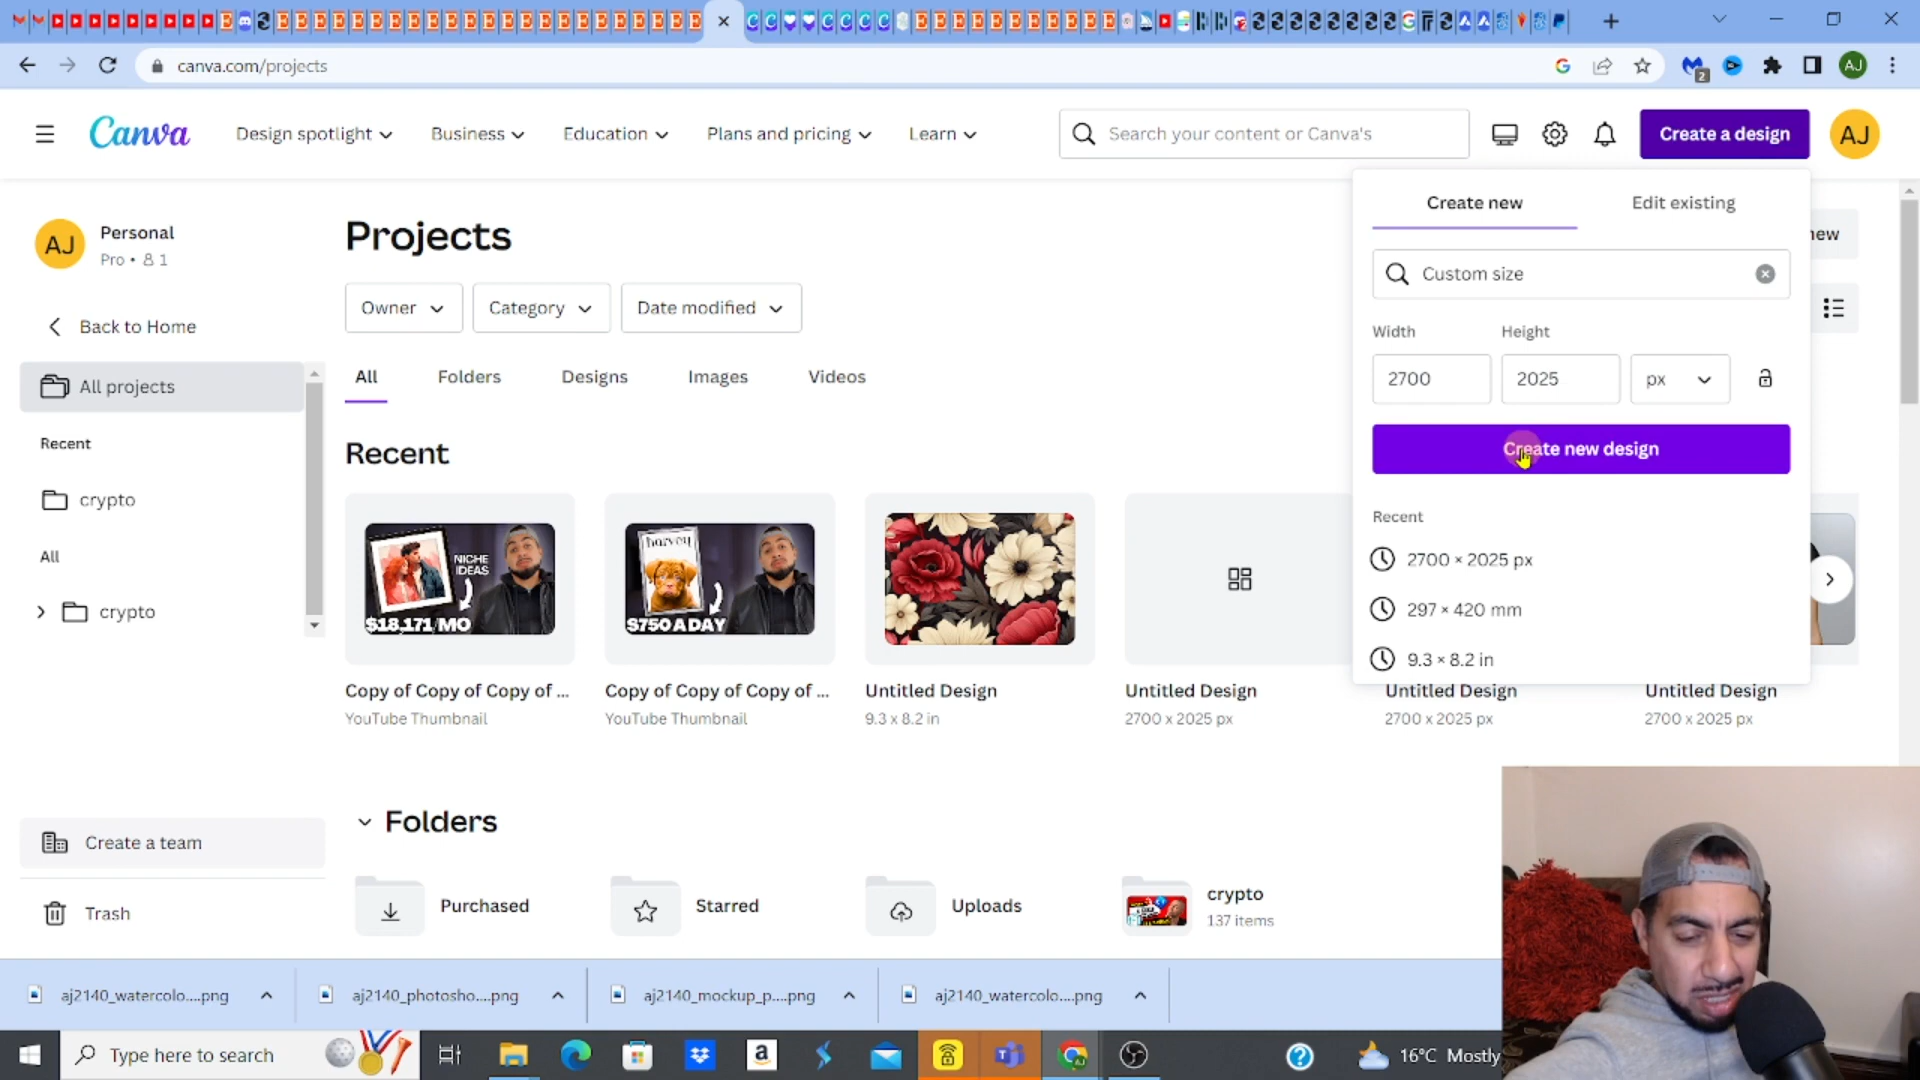 canva.com/projects
2
AJ
Canva
Design spotlight
Business
Education
Plans and pricing
Learn
Search your content or Canva's
Create a design
AJ
Create new
Edit existing
AJ
Personal
Pro • 1
Projects
Custom size
Owner
Category
Date modified
Back to Home
Width
Height
2700
2025
px
All
Folders
Designs
Images
Videos
All projects
Recent
Recent
Create new design
crypto
Recent
2700 × 2025 px
297 × 420 mm
9.3 × 8.2 in
All
crypto
NICHE
IDEAS
$18,171/MO
harvey
$750 A DAY
Copy of Copy of Copy of ...
YouTube Thumbnail
Copy of Copy of Copy of ...
YouTube Thumbnail
Untitled Design
9.3 x 8.2 in
Untitled Design
2700 x 2025 px
Untitled Design
2700 x 2025 px
Untitled Design
2700 x 2025 px
Folders
Create a team
Purchased
Starred
Uploads
crypto
137 items
Trash
aj2140_watercolo....png
aj2140_photosho....png
aj2140_mockup_p....png
aj2140_watercolo....png
Type here to search
16°C Mostly